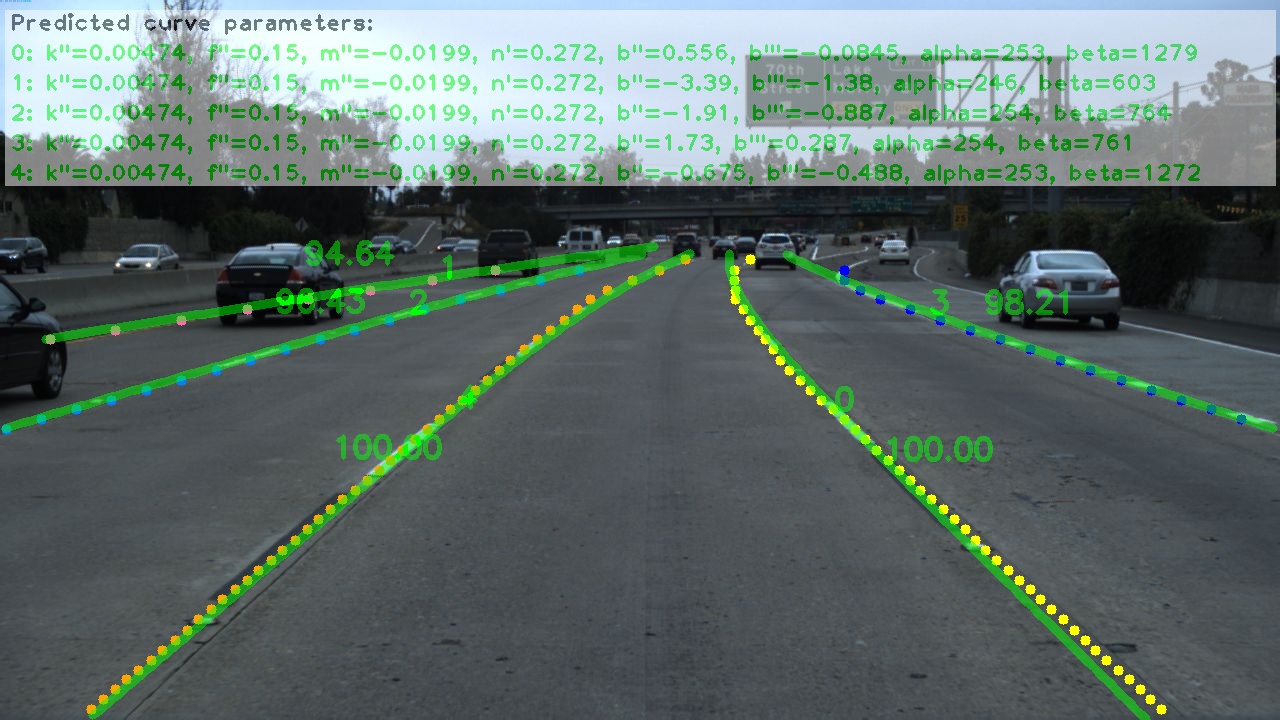 Predicted curve parameters:
0: k''=0.00474, f''=0.15, m''=-0.0199, n'=0.272, b''=0.556, b'''=-0.0845, alpha=253, beta=1279
1: k''=0.00474, f''=0.15, m''=-0.0199, n'=0.272, b''=-3.39, b'''=-1.38, alpha=246, beta=603
2: k''=0.00474, f''=0.15, m''=-0.0199, n'=0.272, b''=-1.91, b'''=-0.887, alpha=254, beta=764
3: k''=0.00474, f''=0.15, m''=-0.0199, n'=0.272, b''=1.73, b'''=0.287, alpha=254, beta=761
4: k''=0.00474, f''=0.15, m''=-0.0199, n'=0.272, b''=-0.675, b'''=-0.488, alpha=253, beta=1272
70th
94.64
1
96.43
2
3
98.21
4
0
100.00
100.00
25